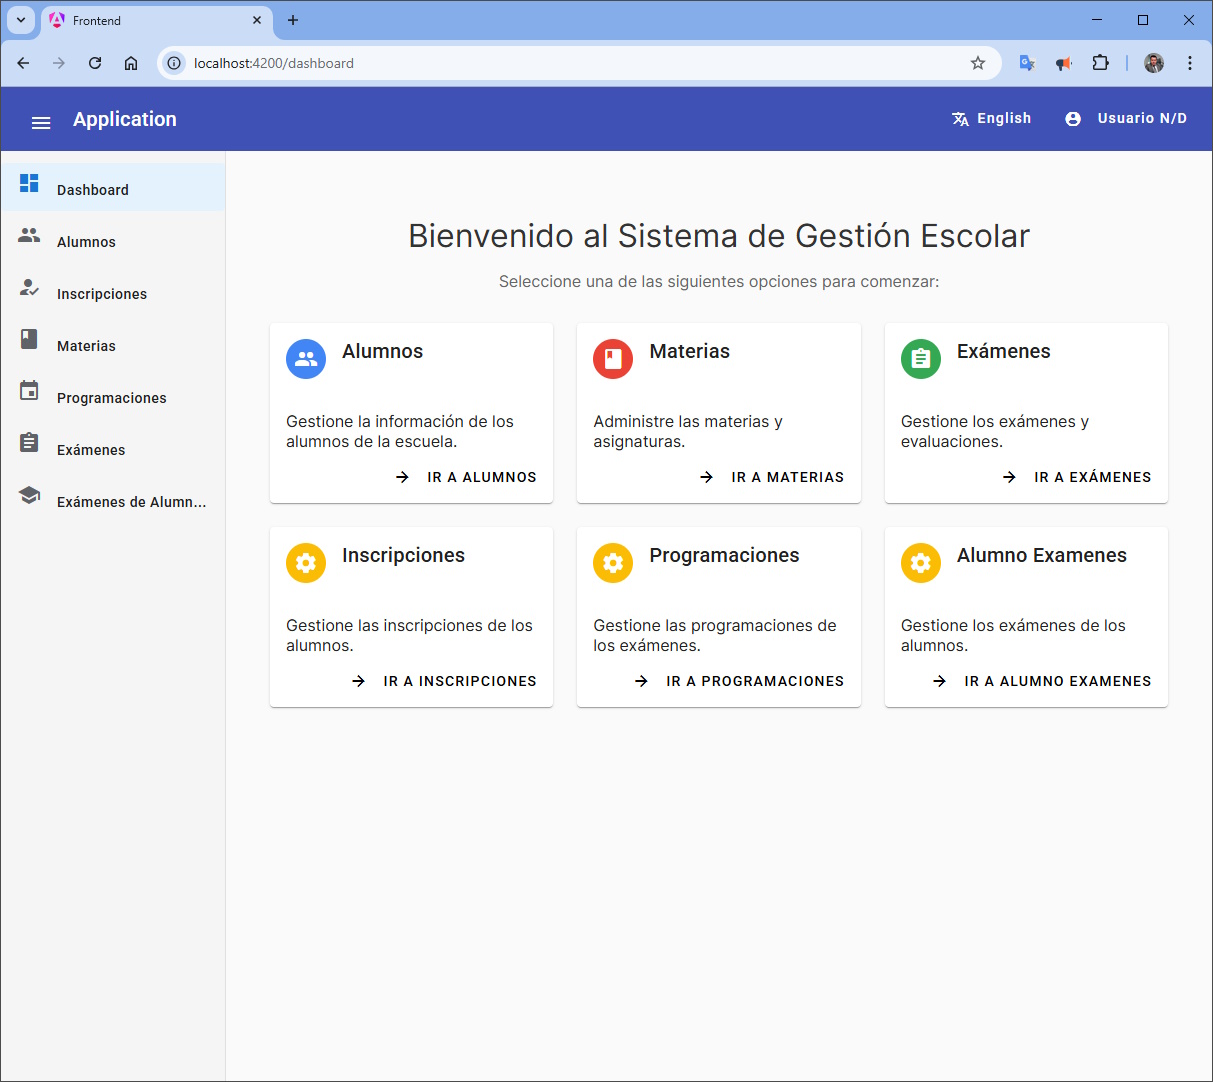 Frontend
localhost:4200/dashboard
Application
English
Usuario N/D
Dashboard
Alumnos
Inscripciones
Materias
Programaciones
Exámenes
Exámenes de Alumn...
Bienvenido al Sistema de Gestión Escolar
Seleccione una de las siguientes opciones para comenzar:
Alumnos
Gestione la información de los
alumnos de la escuela.
IR A ALUMNOS
Materias
Administre las materias y
asignaturas.
IR A MATERIAS
Exámenes
Gestione los exámenes y
evaluaciones.
IR A EXÁMENES
Inscripciones
Gestione las inscripciones de los
alumnos.
IR A INSCRIPCIONES
Programaciones
Gestione las programaciones de
los exámenes.
IR A PROGRAMACIONES
Alumno Examenes
Gestione los exámenes de los
alumnos.
IR A ALUMNO EXAMENES